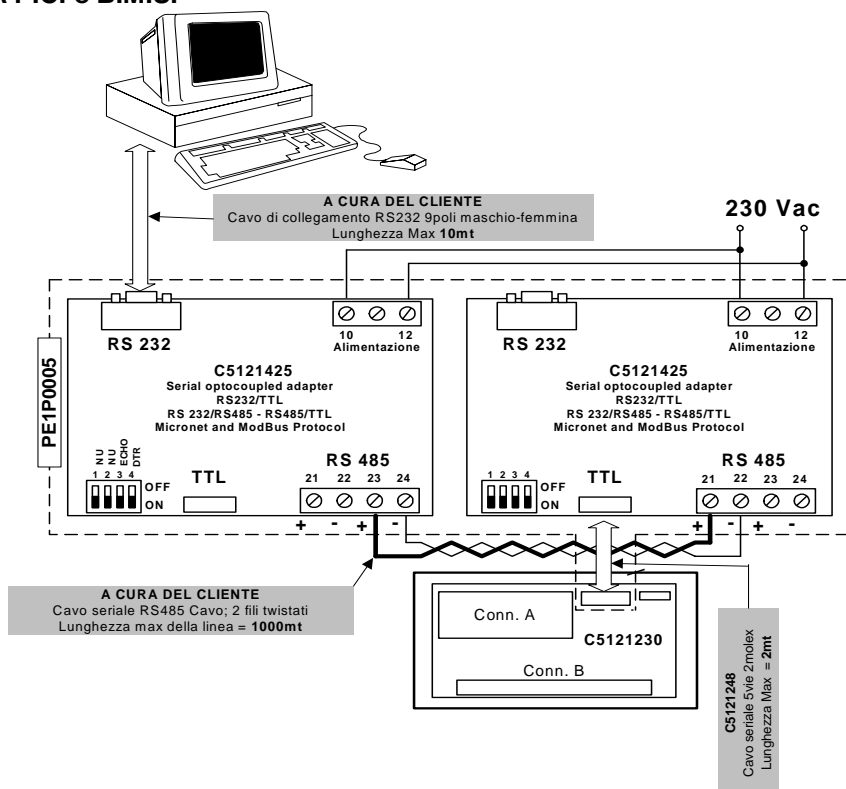 A CURA DEL CLIENTE
Cavo di collegamento RS232 9poli maschio-femmina
Lunghezza Max 10mt
230 Vac
PE1P0005
RS 232
10 12
Alimentazione
C5121425
Serial optocoupled adapter
RS232/TTL
RS 232/RS485 - RS485/TTL
Micronet and ModBus Protocol
NU
NU
ECHO
DTR
1 2 3 4
OFF
ON
TTL
RS 485
21 22 23 24
+ - + -
RS 232
10 12
Alimentazione
C5121425
Serial optocoupled adapter
RS232/TTL
RS 232/RS485 - RS485/TTL
Micronet and ModBus Protocol
1 2 3 4
OFF
ON
TTL
RS 485
21 22 23 24
+ - + -
A CURA DEL CLIENTE
Cavo seriale RS485 Cavo; 2 fili twistati
Lunghezza max della linea = 1000mt
Conn. A
C5121230
Conn. B
C5121248
Cavo seriale 5vie 2molex
Lunghezza Max = 2mt